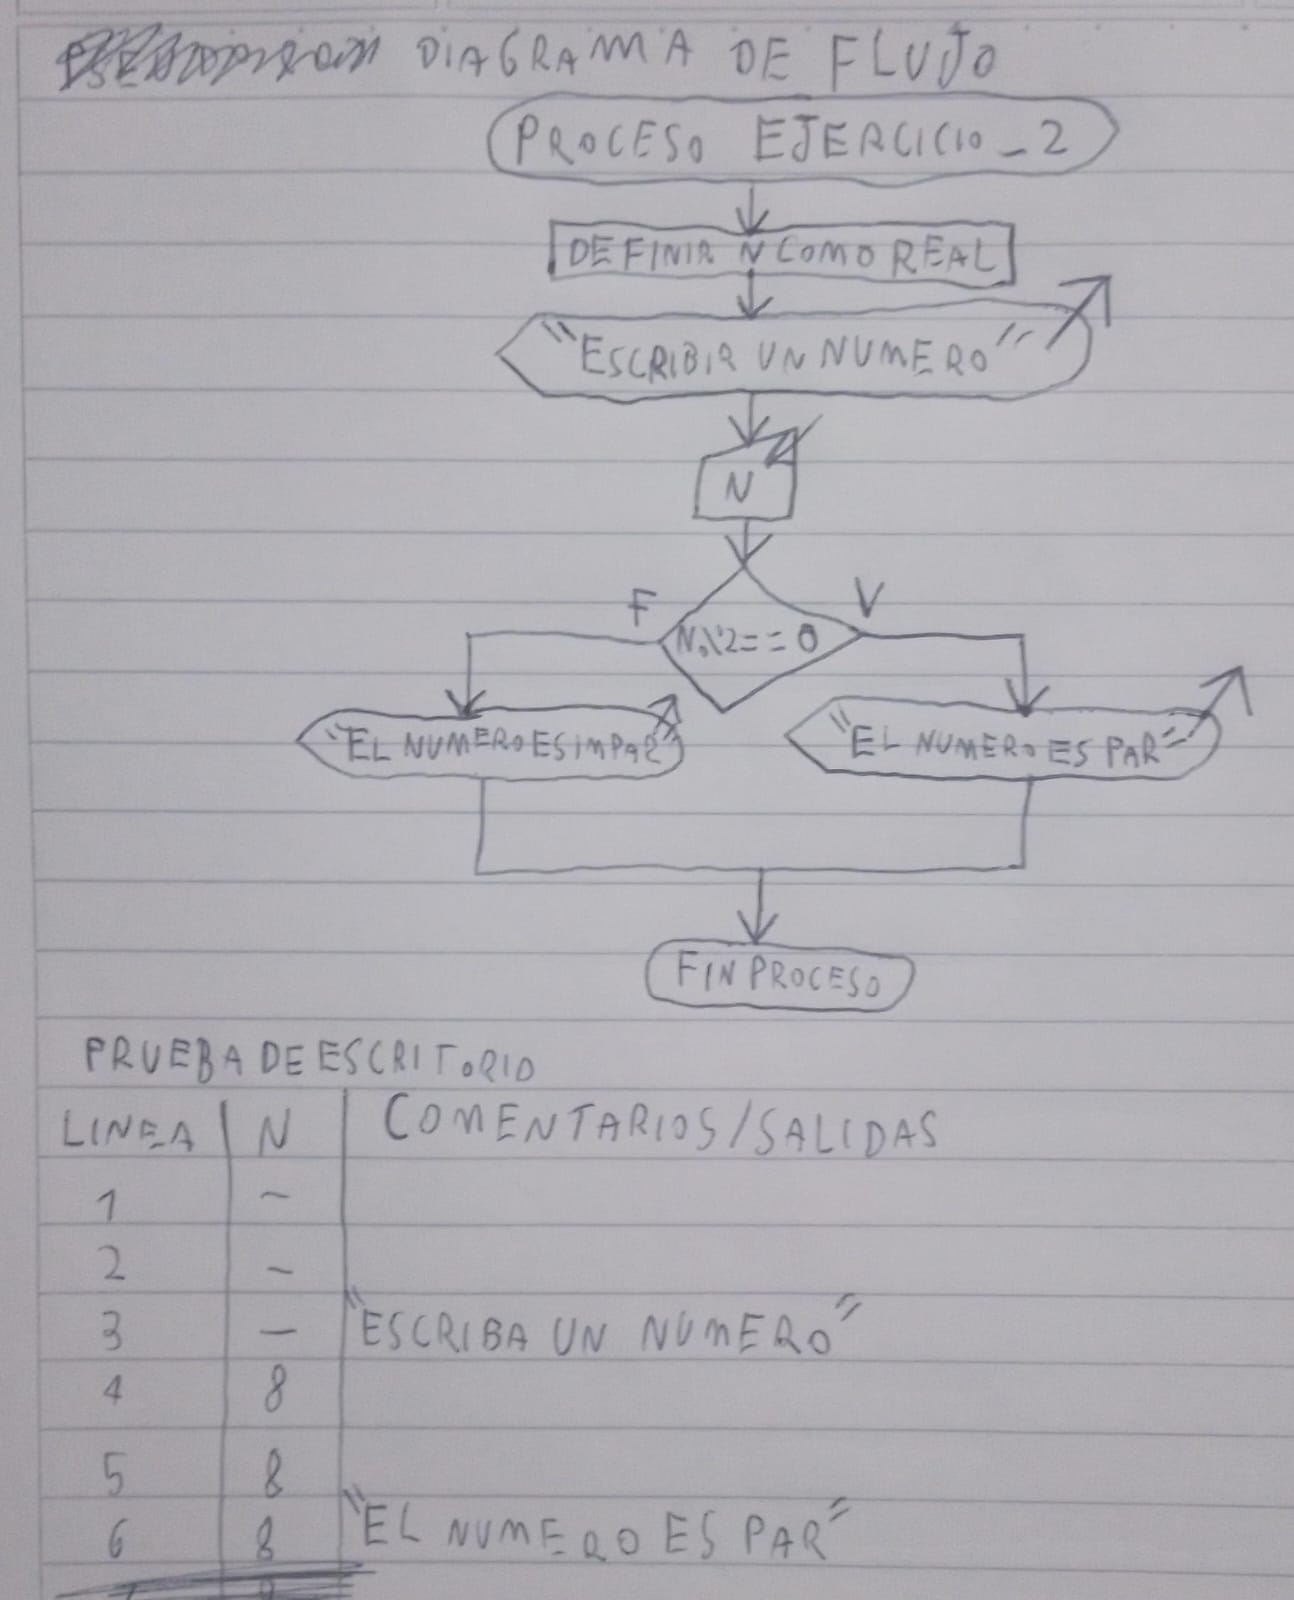 DIAGRAMA DE FLUJO
PROCESO EJERCICIO_2
DEFINIR N COMO REAL
"ESCRIBIR UN NUMERO"
N
F V
N%2==0
"EL NUMERO ES IMPAR" "EL NUMERO ES PAR"
FIN PROCESO
PRUEBA DE ESCRITORIO
LINEA N COMENTARIOS/SALIDAS
1 -
2 -
3 - "ESCRIBA UN NUMERO"
4 8
5 8
6 8 "EL NUMERO ES PAR"